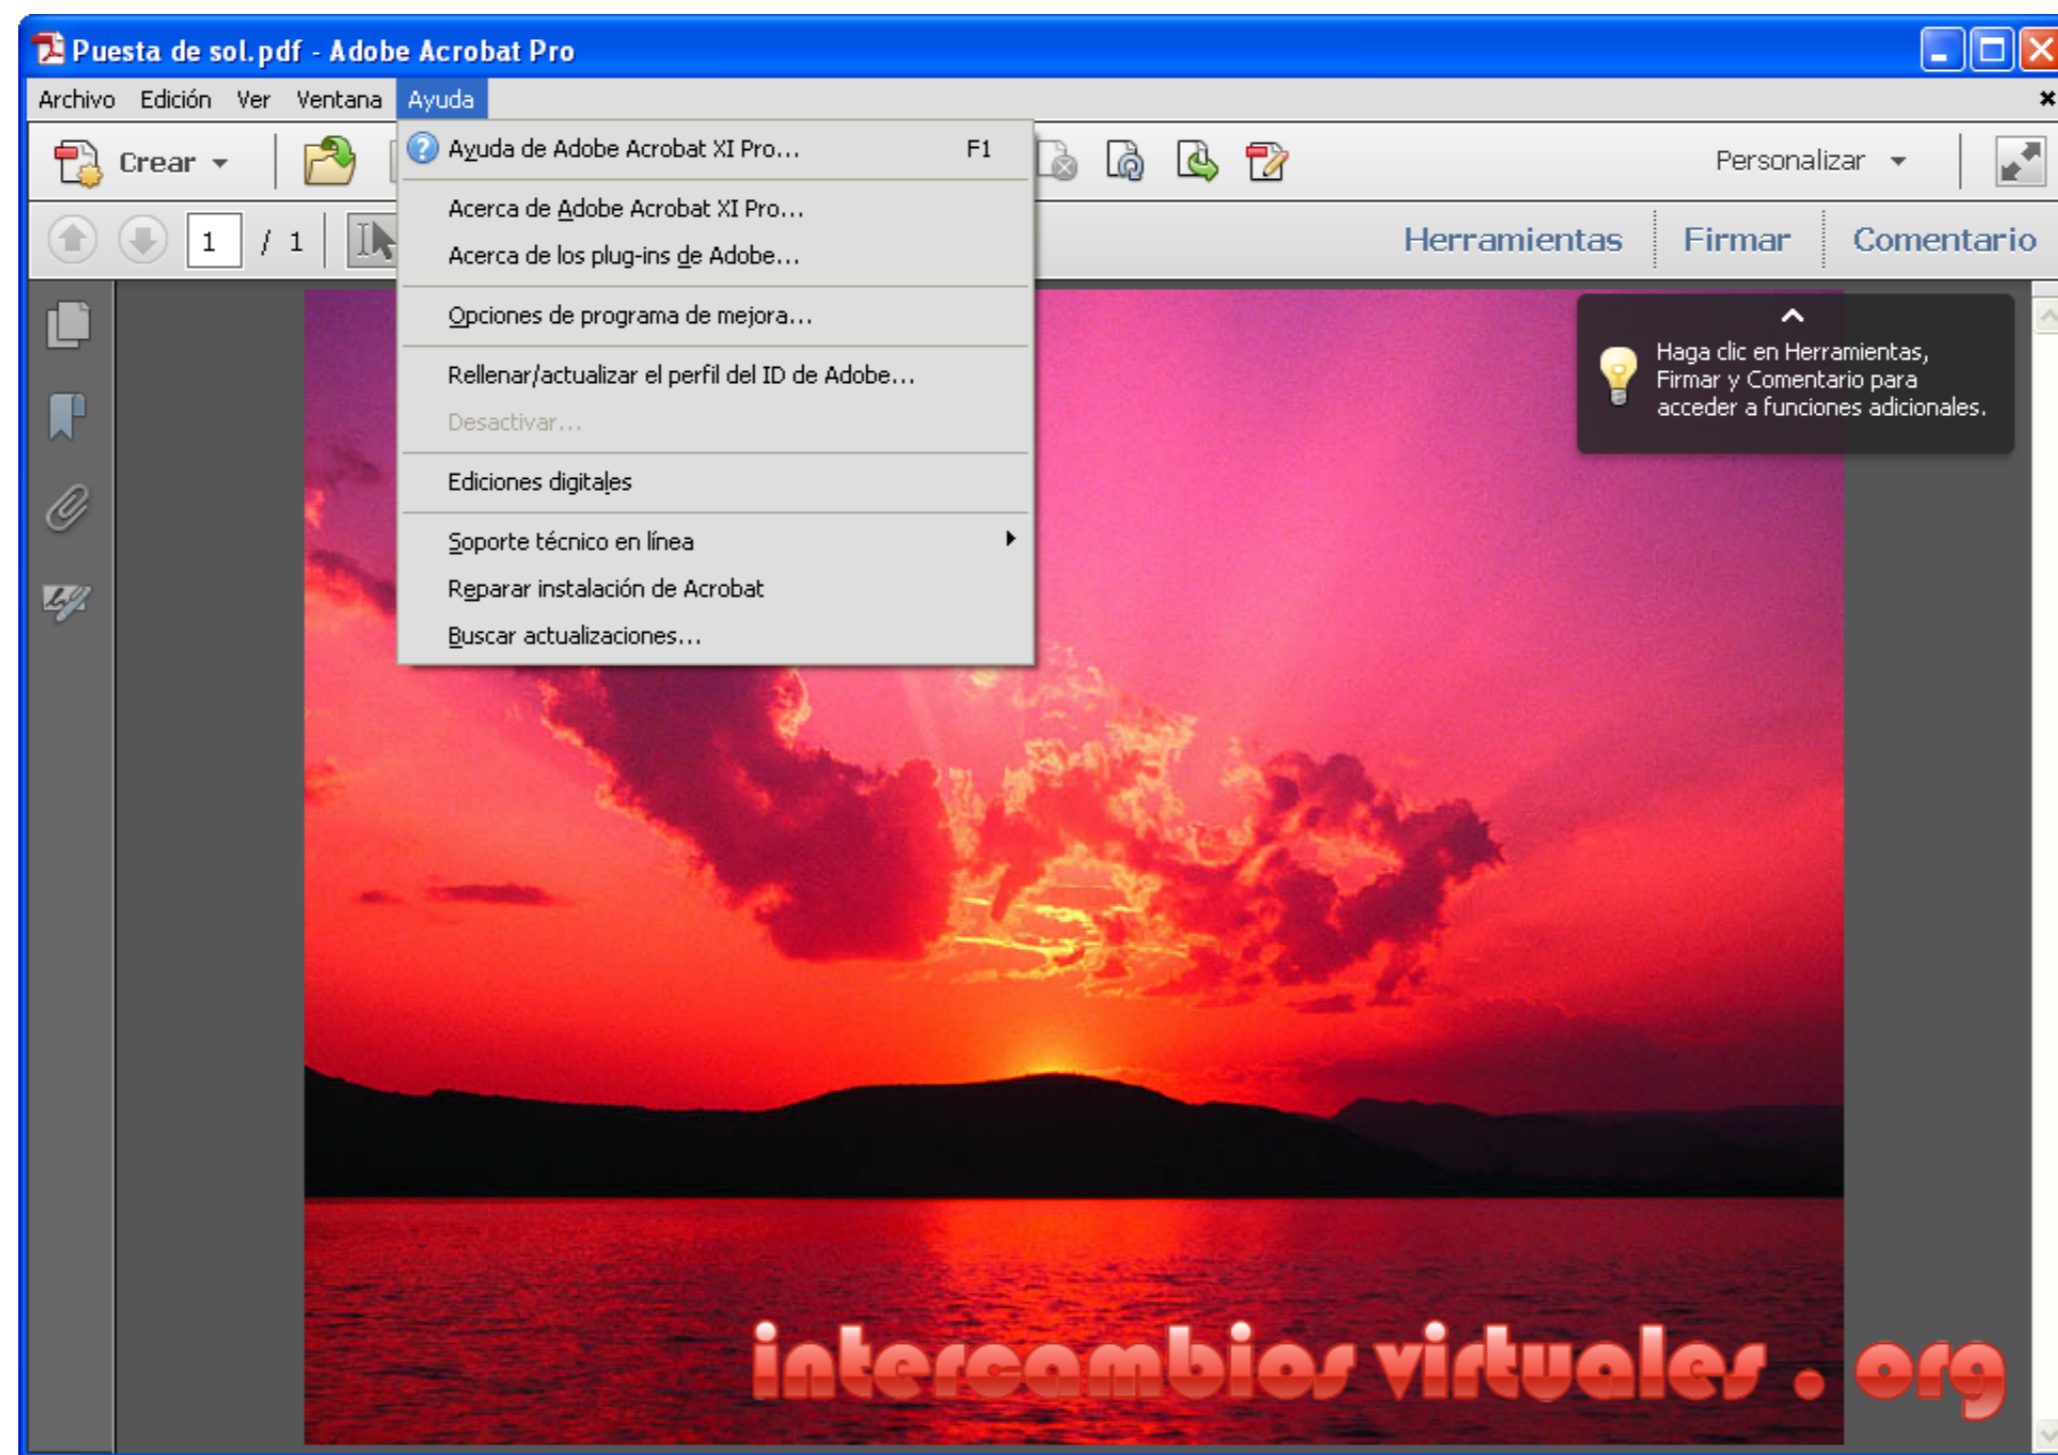 Puesta de sol.pdf - Adobe Acrobat Pro
Archivo Edición Ver Ventana Ayuda
Crear
Personalizar
1 / 1
Herramientas Firmar Comentario
Ayuda de Adobe Acrobat XI Pro... F1
Acerca de Adobe Acrobat XI Pro...
Acerca de los plug-ins de Adobe...
Opciones de programa de mejora...
Rellenar/actualizar el perfil del ID de Adobe...
Desactivar...
Ediciones digitales
Soporte técnico en línea
Reparar instalación de Acrobat
Buscar actualizaciones...
Haga clic en Herramientas,
Firmar y Comentario para
acceder a funciones adicionales.
intercambios virtuales . org